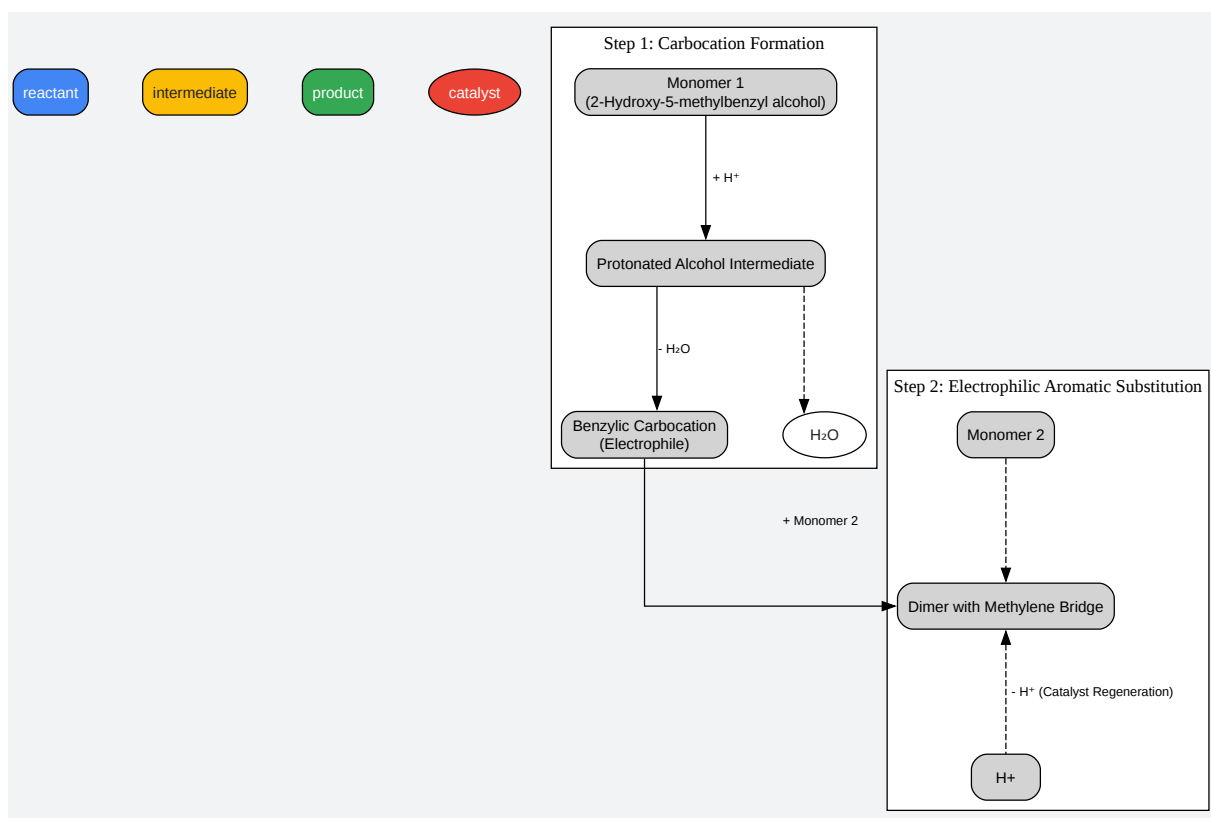 reactant
intermediate
product
catalyst
Step 1: Carbocation Formation
Monomer 1
(2-Hydroxy-5-methylbenzyl alcohol)
+ H⁺
Protonated Alcohol Intermediate
- H₂O
Benzylic Carbocation
(Electrophile)
H₂O
Step 2: Electrophilic Aromatic Substitution
Monomer 2
+ Monomer 2
Dimer with Methylene Bridge
- H⁺ (Catalyst Regeneration)
H+